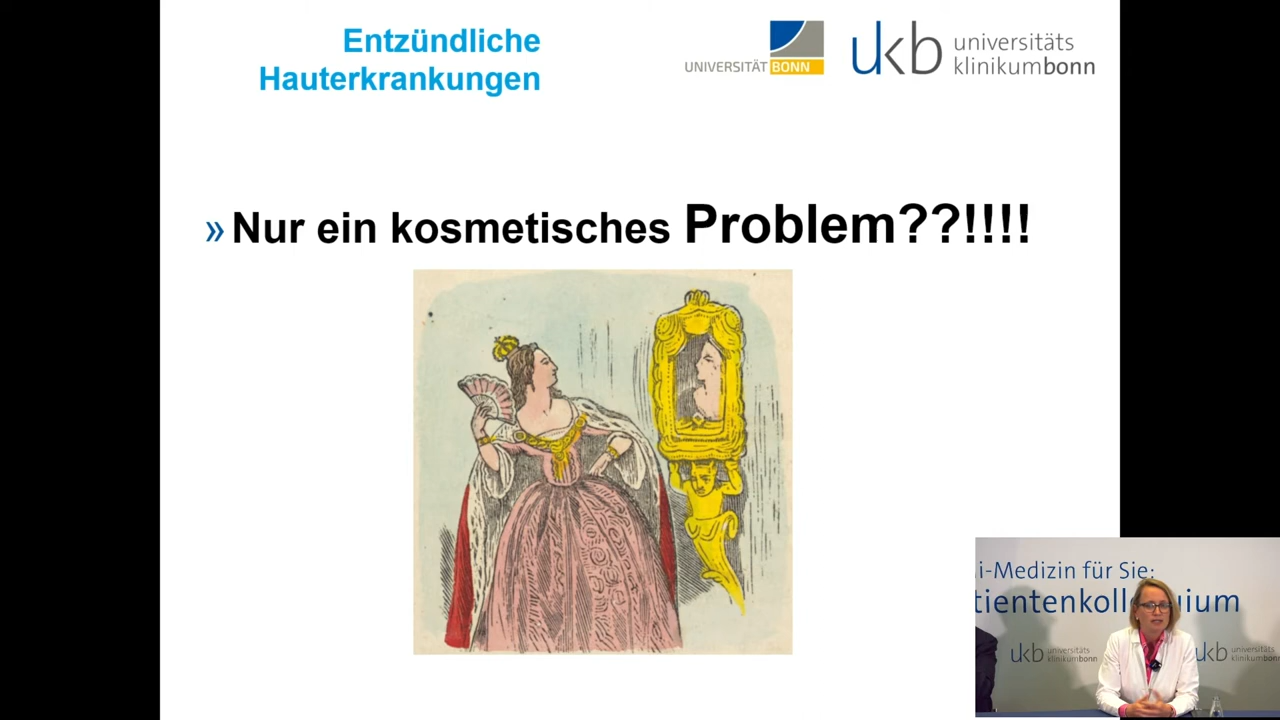 Entzündliche
Hauterkrankungen
UNIVERSITÄT BONN
ukb universitäts
klinikumbonn
» Nur ein kosmetisches Problem??!!!!
i-Medizin für Sie:
tientenkoll uium
ukb universitäts
klinikumbonn
ukb universitäts
klinikumbonn